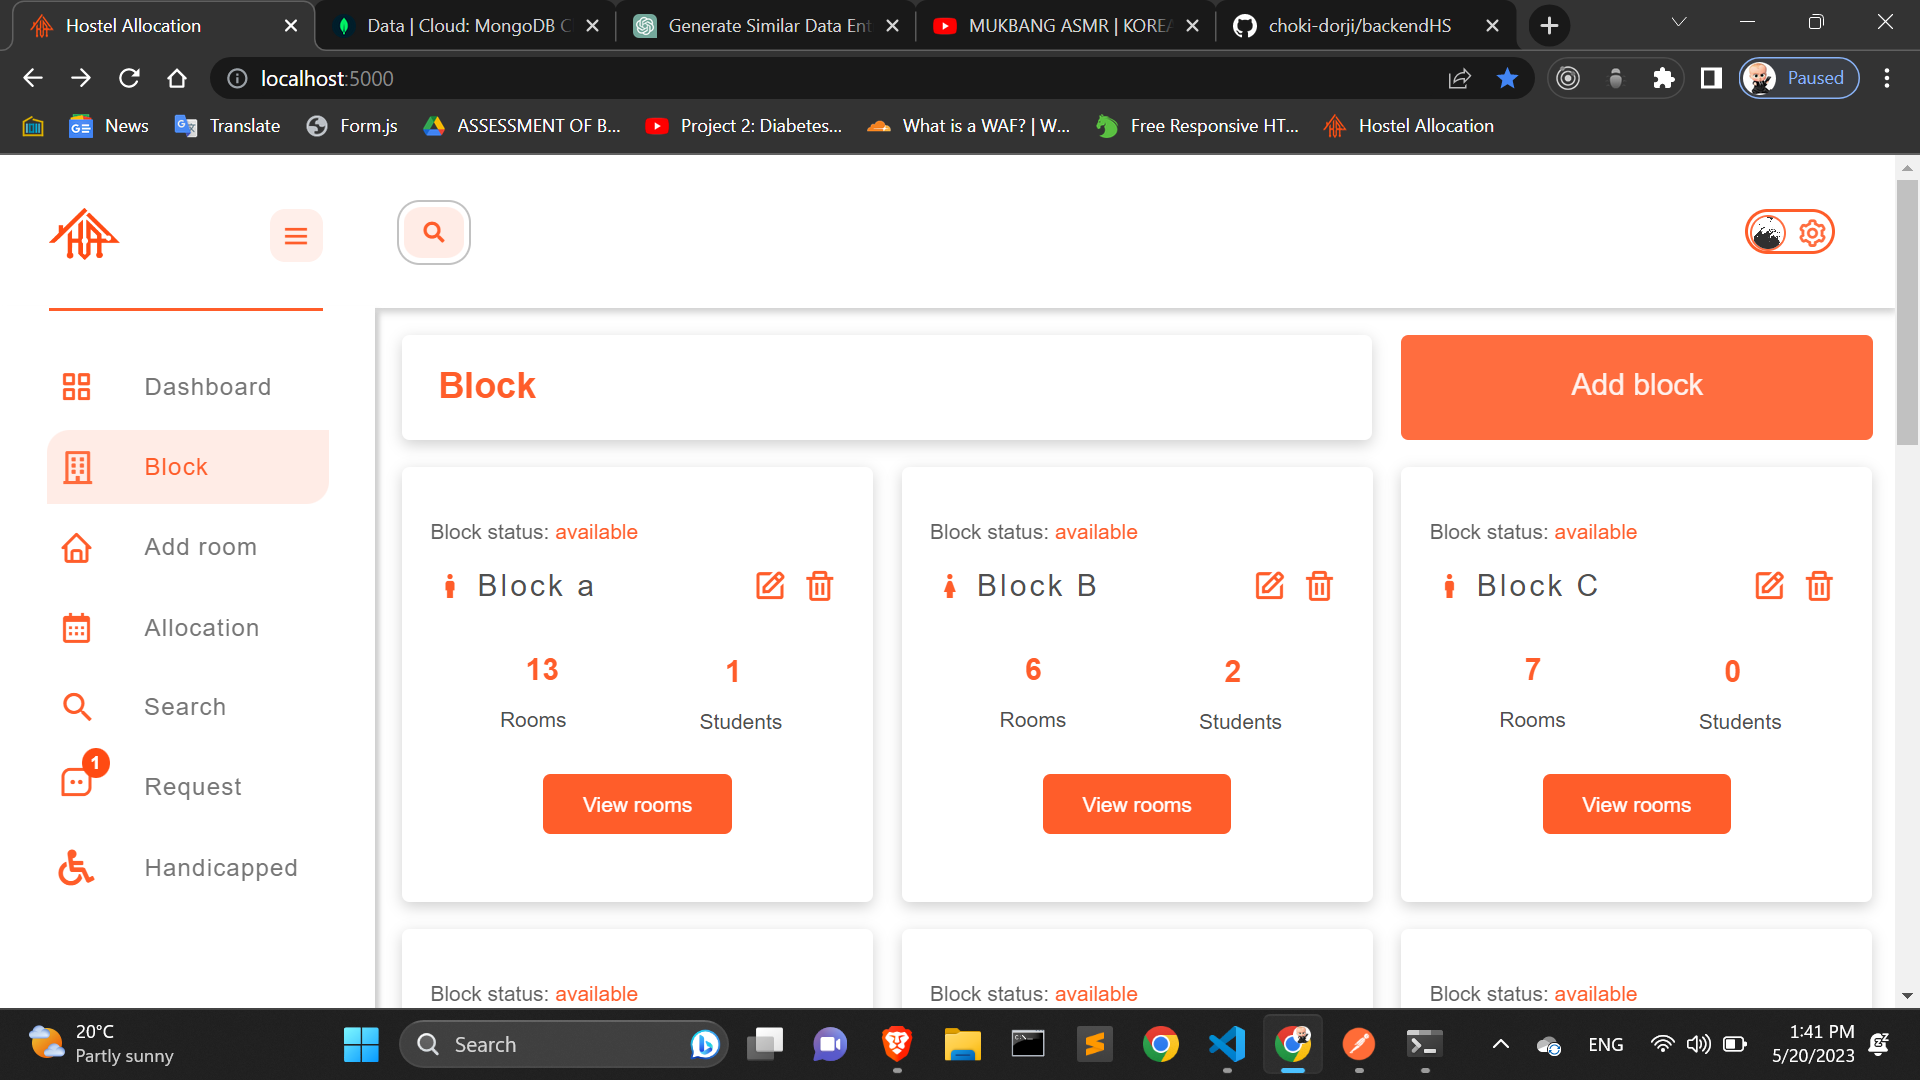 Hostel Allocation
Data | Cloud: MongoDB C
Generate Similar Data Ent
MUKBANG ASMR | KOREA
choki-dorji/backendHS
localhost:5000
Paused
News
Translate
Form.js
ASSESSMENT OF B...
Project 2: Diabetes...
What is a WAF? | W...
Free Responsive HT...
Hostel Allocation
HA
Dashboard
Block
Add room
Allocation
Search
1
Request
Handicapped
Block
Add block
Block status: available
Block a
13
Rooms
1
Students
View rooms
Block status: available
Block B
6
Rooms
2
Students
View rooms
Block status: available
Block C
7
Rooms
0
Students
View rooms
Block status: available
Block status: available
Block status: available
20°C
Partly sunny
Search
ENG
1:41 PM
5/20/2023